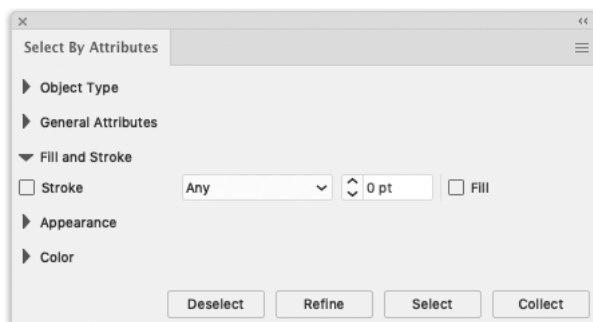 Select By Attributes
Object Type
General Attributes
Fill and Stroke
Stroke Any 0 pt Fill
Appearance
Color
Deselect Refine Select Collect